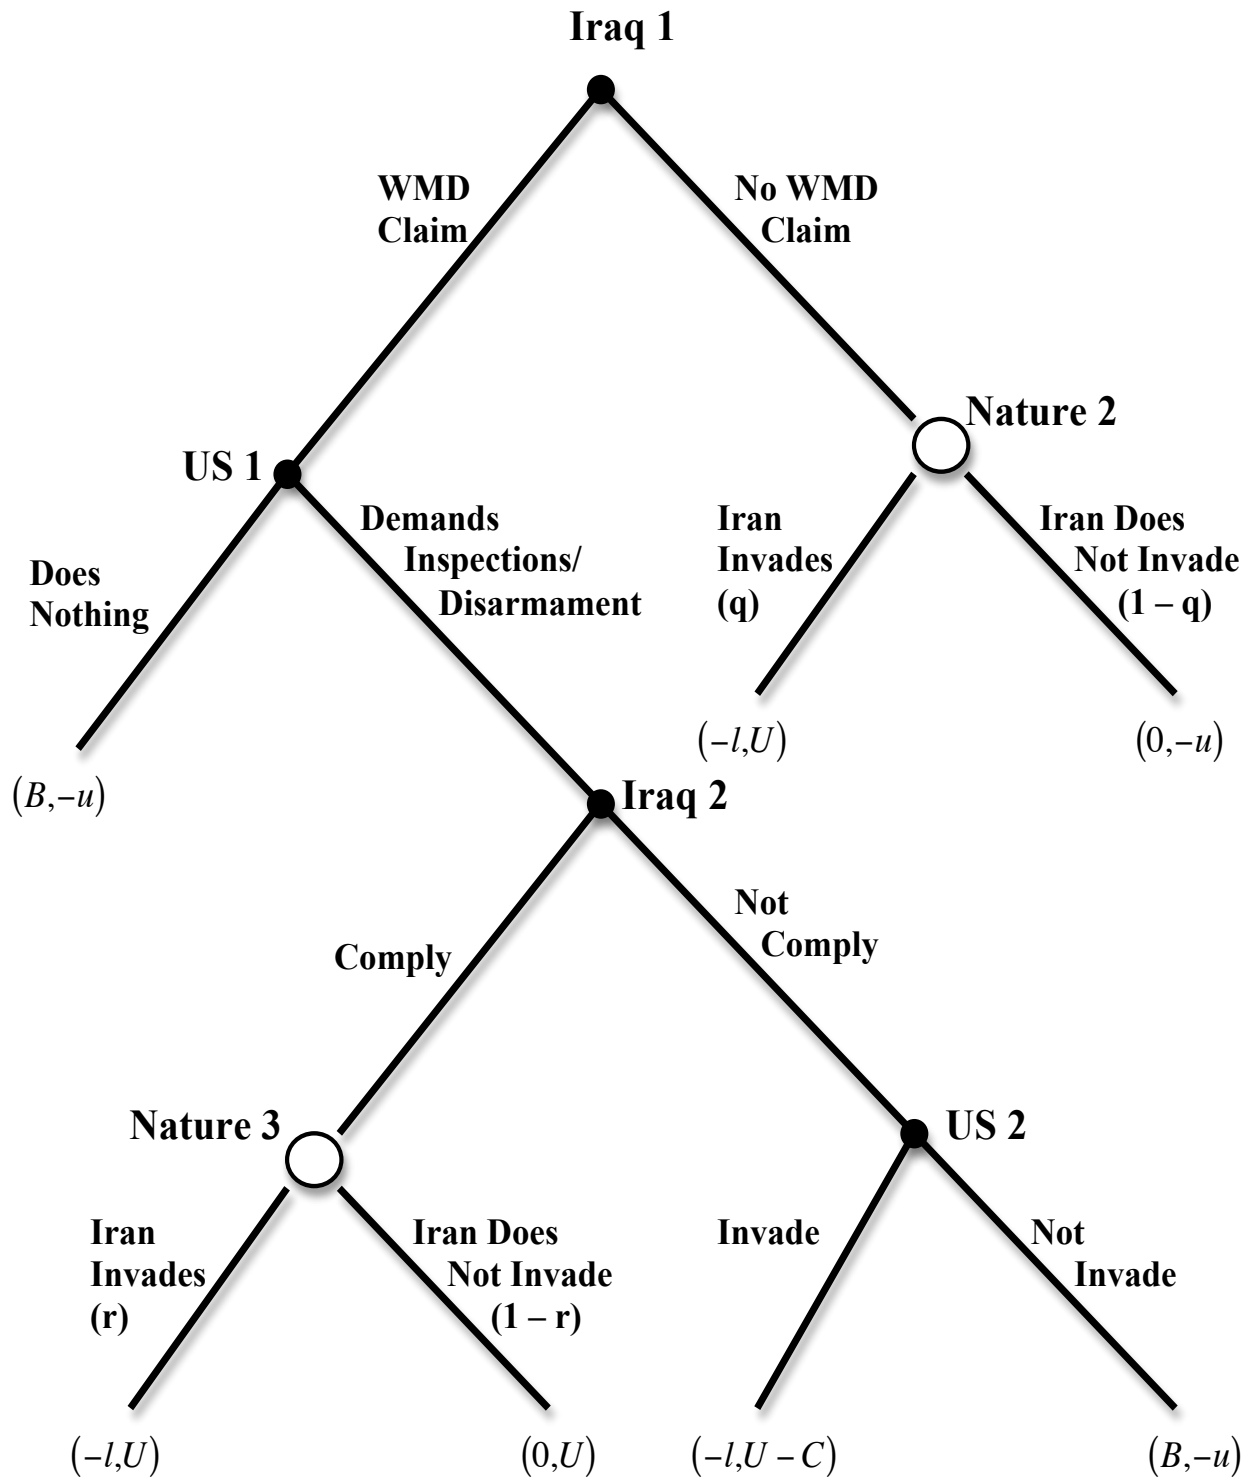 Iraq 1
WMD
Claim
No WMD
Claim
Nature 2
US 1
Demands
Inspections/
Disarmament
Iran
Invades
(q)
Iran Does
Not Invade
(1 – q)
Does
Nothing
(–l,U)
(0,–u)
(B,–u)
Iraq 2
Not
Comply
Comply
Nature 3
US 2
Iran
Invades
(r)
Iran Does
Not Invade
(1 – r)
Invade
Not
Invade
(–l,U)
(0,U)
(–l,U – C)
(B,–u)